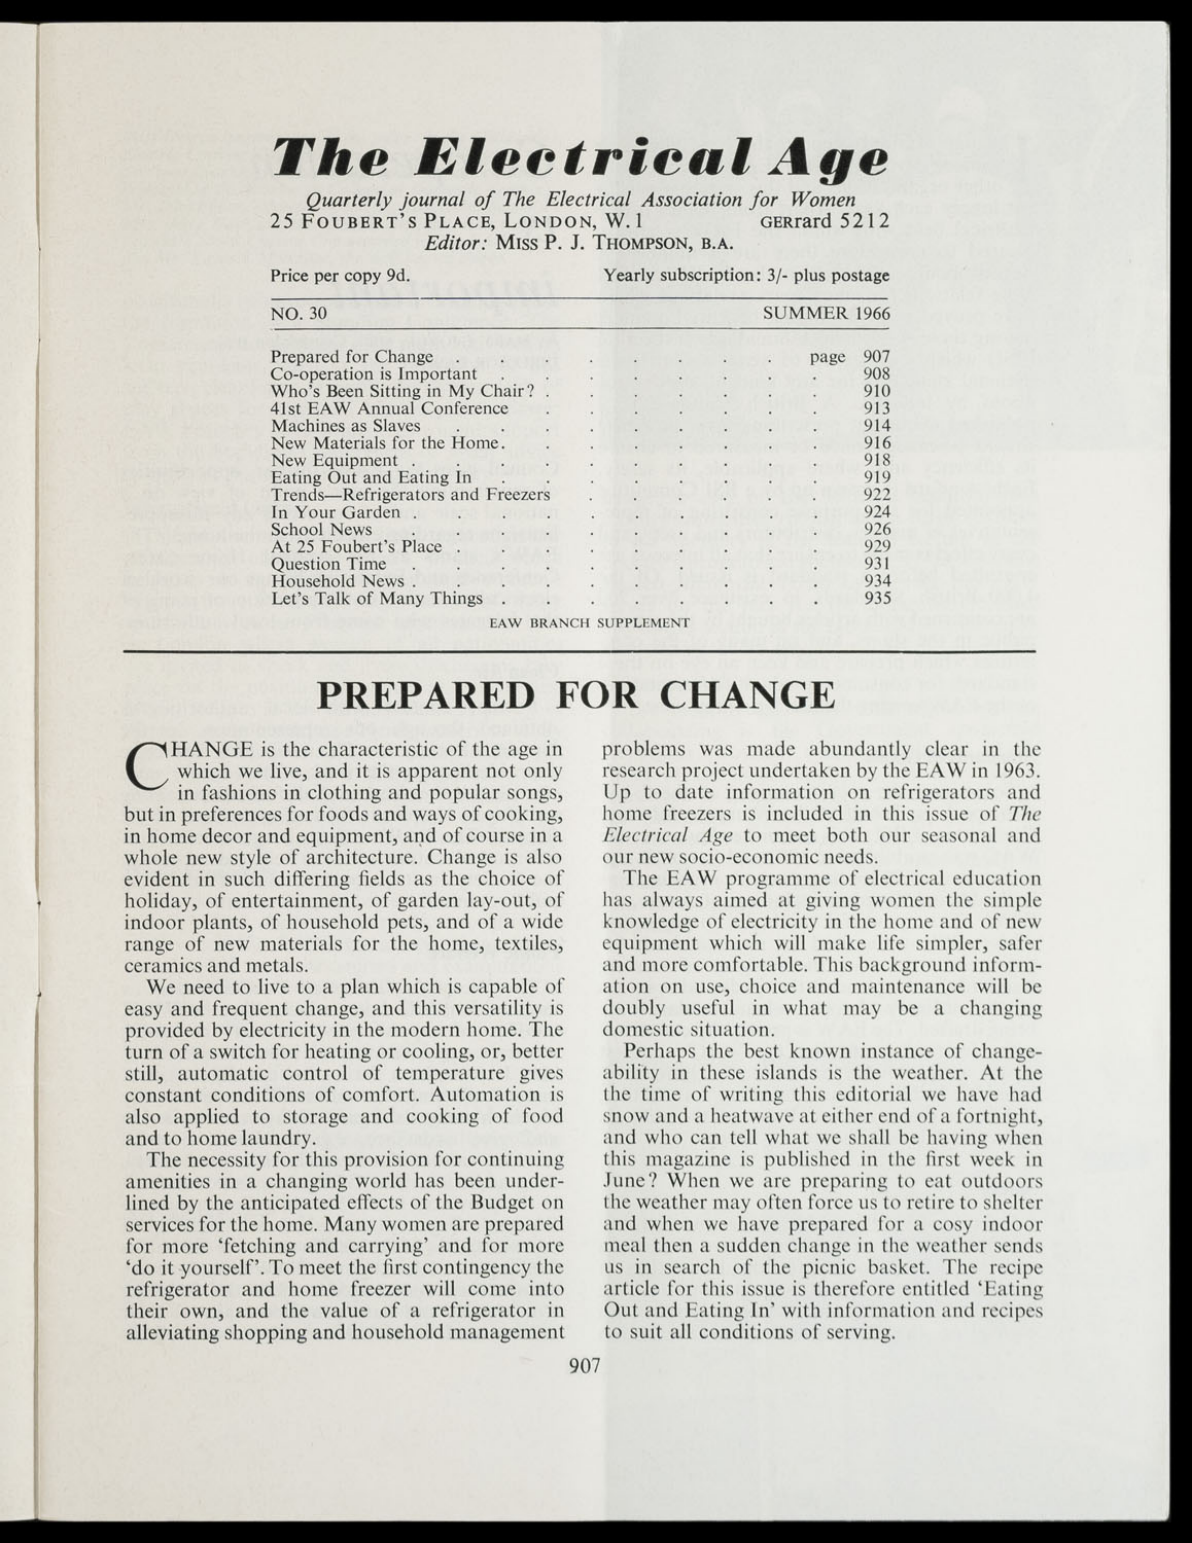 The Electrical Age
Quarterly journal of The Electrical Association for Women
25 FOUBERT'S PLACE, LONDON, W.1 GERrard 5212
Editor: MISS P. J. THOMPSON, B.A.
Price per copy 9d. Yearly subscription: 3/- plus postage
NO. 30 SUMMER 1966
Prepared for Change . . . . . . . . page 907
Co-operation is Important . . . . . . . . 908
Who's Been Sitting in My Chair? . . . . . . . 910
41st EAW Annual Conference . . . . . . . 913
Machines as Slaves . . . . . . . . . 914
New Materials for the Home . . . . . . . . 916
New Equipment . . . . . . . . . . 918
Eating Out and Eating In . . . . . . . . 919
Trends—Refrigerators and Freezers . . . . . . 922
In Your Garden . . . . . . . . . . 924
School News . . . . . . . . . . 926
At 25 Foubert's Place . . . . . . . . . 929
Question Time . . . . . . . . . . 931
Household News . . . . . . . . . . 934
Let's Talk of Many Things . . . . . . . . 935
EAW BRANCH SUPPLEMENT
PREPARED FOR CHANGE
CHANGE is the characteristic of the age in
which we live, and it is apparent not only
in fashions in clothing and popular songs,
but in preferences for foods and ways of cooking,
in home decor and equipment, and of course in a
whole new style of architecture. Change is also
evident in such differing fields as the choice of
holiday, of entertainment, of garden lay-out, of
indoor plants, of household pets, and of a wide
range of new materials for the home, textiles,
ceramics and metals.
We need to live to a plan which is capable of
easy and frequent change, and this versatility is
provided by electricity in the modern home. The
turn of a switch for heating or cooling, or, better
still, automatic control of temperature gives
constant conditions of comfort. Automation is
also applied to storage and cooking of food
and to home laundry.
The necessity for this provision for continuing
amenities in a changing world has been under-
lined by the anticipated effects of the Budget on
services for the home. Many women are prepared
for more ‘fetching and carrying’ and for more
‘do it yourself’. To meet the first contingency the
refrigerator and home freezer will come into
their own, and the value of a refrigerator in
alleviating shopping and household management
problems was made abundantly clear in the
research project undertaken by the EAW in 1963.
Up to date information on refrigerators and
home freezers is included in this issue of The
Electrical Age to meet both our seasonal and
our new socio-economic needs.
The EAW programme of electrical education
has always aimed at giving women the simple
knowledge of electricity in the home and of new
equipment which will make life simpler, safer
and more comfortable. This background inform-
ation on use, choice and maintenance will be
doubly useful in what may be a changing
domestic situation.
Perhaps the best known instance of change-
ability in these islands is the weather. At the
the time of writing this editorial we have had
snow and a heatwave at either end of a fortnight,
and who can tell what we shall be having when
this magazine is published in the first week in
June? When we are preparing to eat outdoors
the weather may often force us to retire to shelter
and when we have prepared for a cosy indoor
meal then a sudden change in the weather sends
us in search of the picnic basket. The recipe
article for this issue is therefore entitled ‘Eating
Out and Eating In’ with information and recipes
to suit all conditions of serving.
907